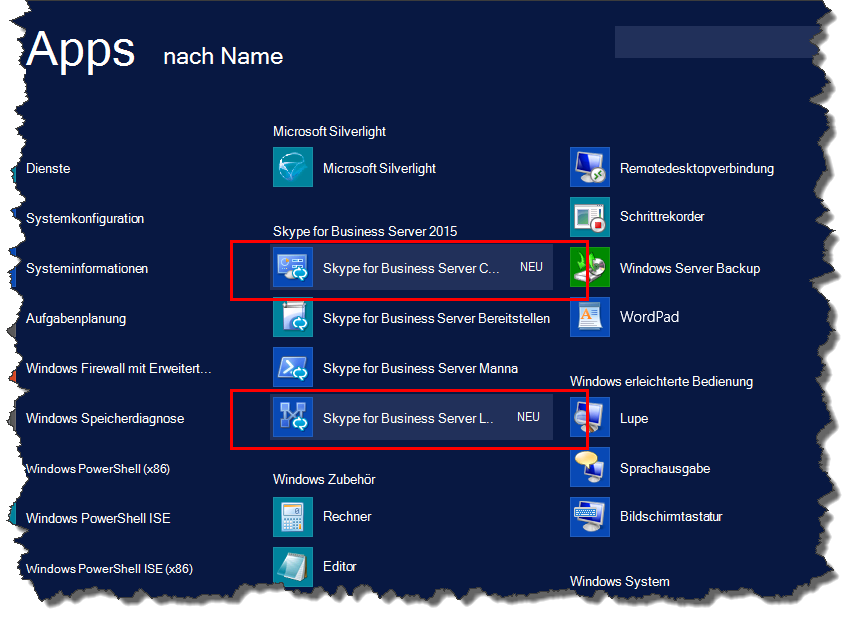 Apps nach Name
Dienste
Systemkonfiguration
Systeminformationen
Aufgabenplanung
Windows Firewall mit Erweitert...
Windows Speicherdiagnose
Windows PowerShell (x86)
Windows PowerShell ISE
Windows PowerShell ISE (x86)
Microsoft Silverlight
Microsoft Silverlight
Skype for Business Server 2015
Skype for Business Server C... NEU
Skype for Business Server Bereitstellen
Skype for Business Server Manna
Skype for Business Server L.. NEU
Windows Zubehör
Rechner
Editor
Remotedesktopverbindung
Schrittrekorder
Windows Server Backup
WordPad
Windows erleichterte Bedienung
Lupe
Sprachausgabe
Bildschirmtastatur
Windows System